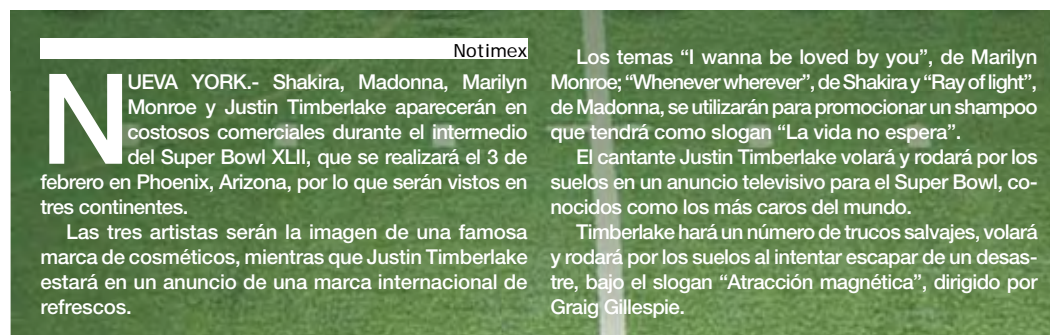 Notimex
NUEVA YORK.- Shakira, Madonna, Marilyn
Monroe y Justin Timberlake aparecerán en
costosos comerciales durante el intermedio
del Super Bowl XLII, que se realizará el 3 de
febrero en Phoenix, Arizona, por lo que serán vistos en
tres continentes.
Las tres artistas serán la imagen de una famosa
marca de cosméticos, mientras que Justin Timberlake
estará en un anuncio de una marca internacional de
refrescos.
Los temas “I wanna be loved by you”, de Marilyn
Monroe; “Whenever wherever”, de Shakira y “Ray of light”,
de Madonna, se utilizarán para promocionar un shampoo
que tendrá como slogan “La vida no espera”.
El cantante Justin Timberlake volará y rodará por los
suelos en un anuncio televisivo para el Super Bowl, co-
nocidos como los más caros del mundo.
Timberlake hará un número de trucos salvajes, volará
y rodará por los suelos al intentar escapar de un desas-
tre, bajo el slogan “Atracción magnética”, dirigido por
Graig Gillespie.